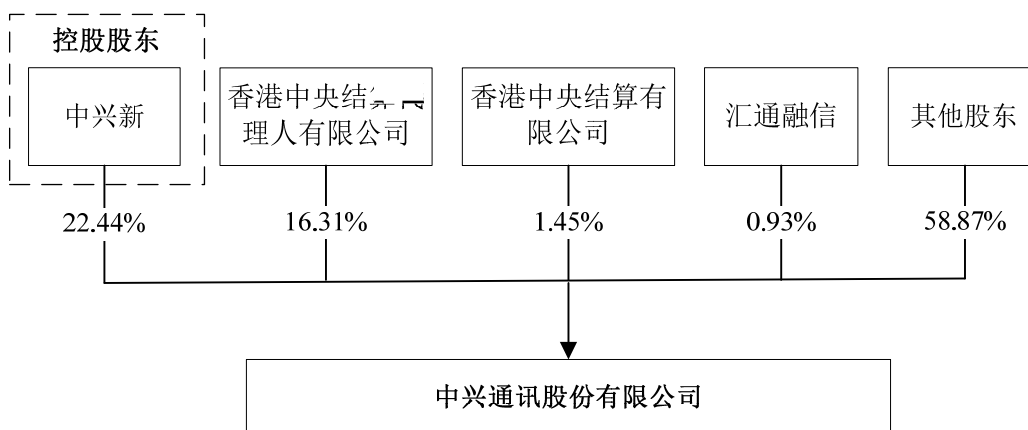 控股股东
中兴新
香港中央结
理人有限公司
香港中央结算有
限公司
汇通融信
其他股东
22.44%
16.31%
1.45%
0.93%
58.87%
中兴通讯股份有限公司